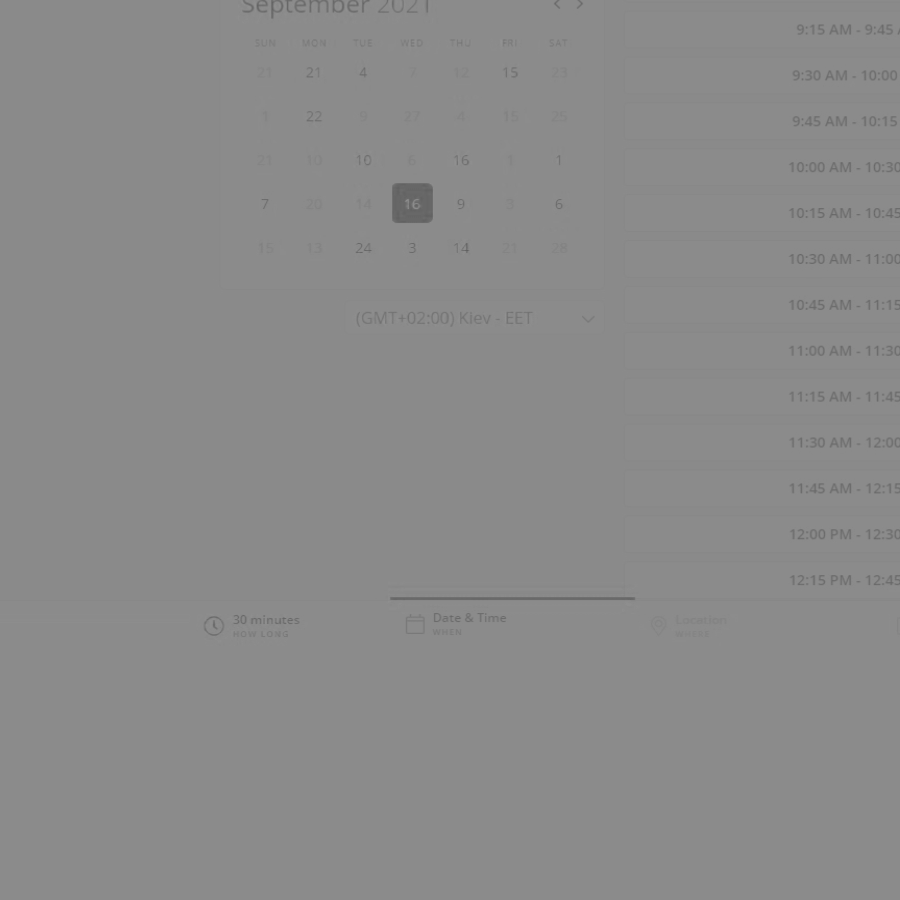 September 2021
SUN MON TUE WED THU FRI SAT
21 21 4 7 12 15 23
1 22 9 27 4 15 25
21 10 10 6 16 1 1
7 20 14 16 9 9 6
15 13 24 3 14 21 28
(GMT+02:00) Kiev - EET
9:15 AM - 9:45
9:30 AM - 10:00
9:45 AM - 10:15
10:00 AM - 10:30
10:15 AM - 10:45
10:30 AM - 11:00
10:45 AM - 11:15
11:00 AM - 11:30
11:15 AM - 11:45
11:30 AM - 12:00
11:45 AM - 12:15
12:00 PM - 12:30
12:15 PM - 12:45
30 minutes
HOW LONG
Date & Time
WHEN
Location
WHERE